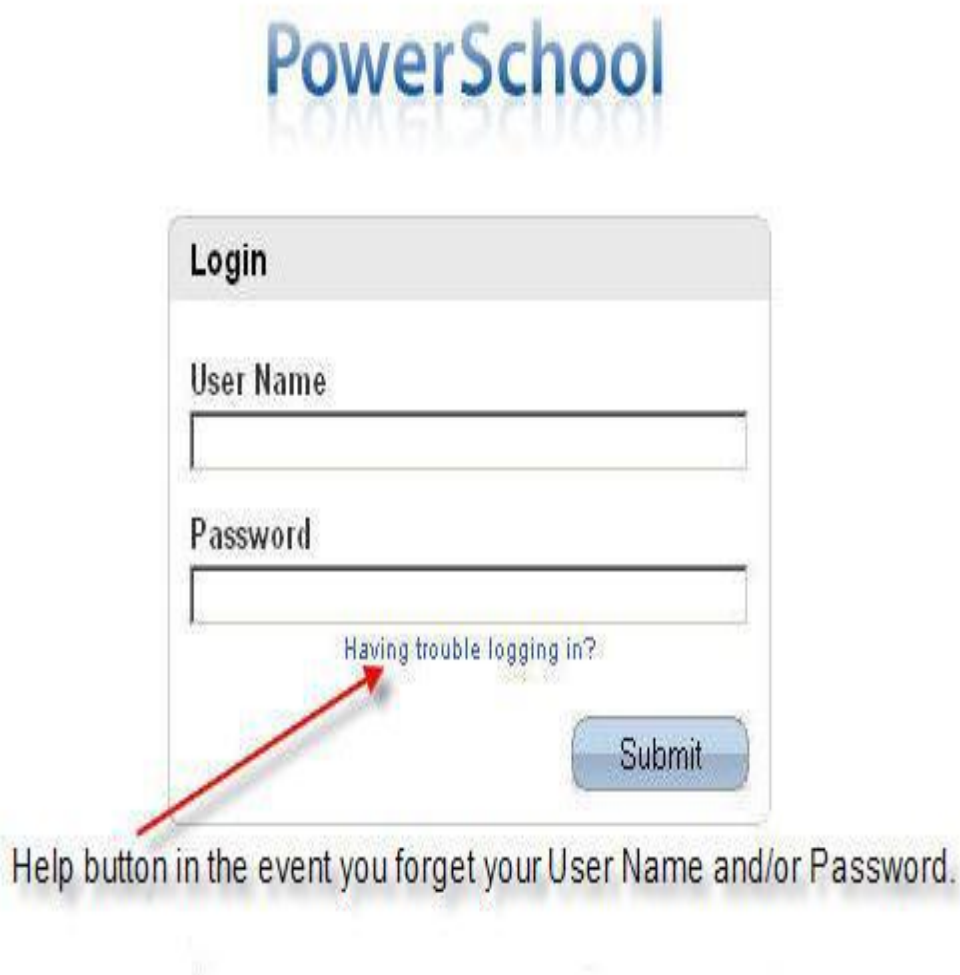 PowerSchool
Login
User Name
Password
Having trouble logging in?
Submit
Help button in the event you forget your User Name and/or Password.